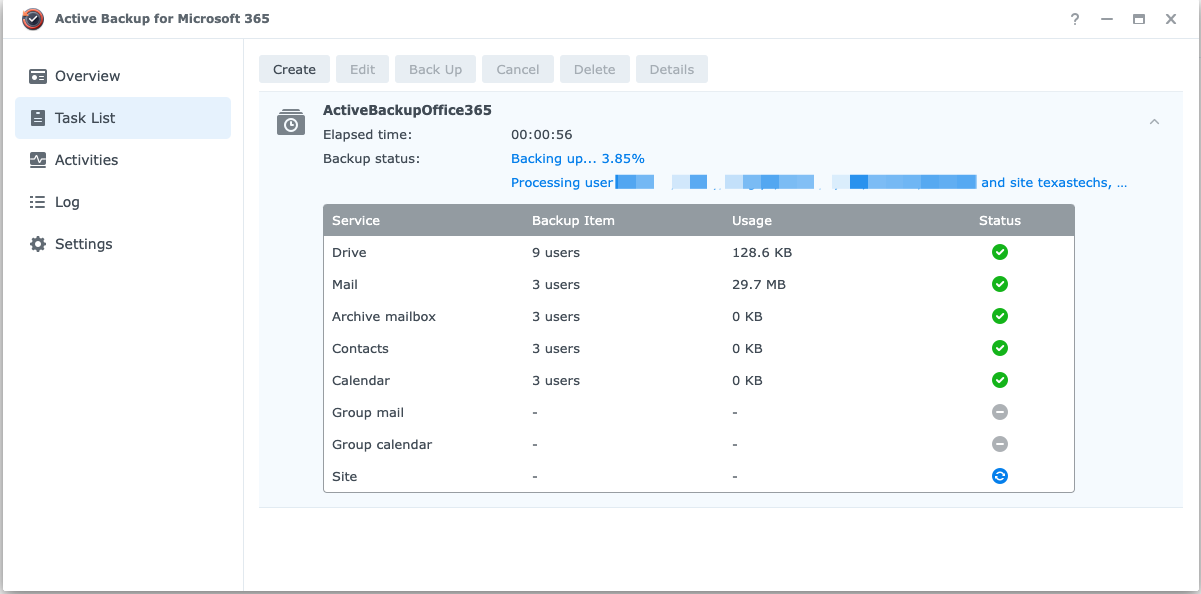 Active Backup for Microsoft 365
?
Overview
Task List
Activities
Log
Settings
Create Edit Back Up Cancel Delete Details
ActiveBackupOffice365
Elapsed time: 00:00:56
Backup status: Backing up... 3.85%
Processing user and site texastechs, ...
Service Backup Item Usage Status
Drive 9 users 128.6 KB
Mail 3 users 29.7 MB
Archive mailbox 3 users 0 KB
Contacts 3 users 0 KB
Calendar 3 users 0 KB
Group mail - -
Group calendar - -
Site - -